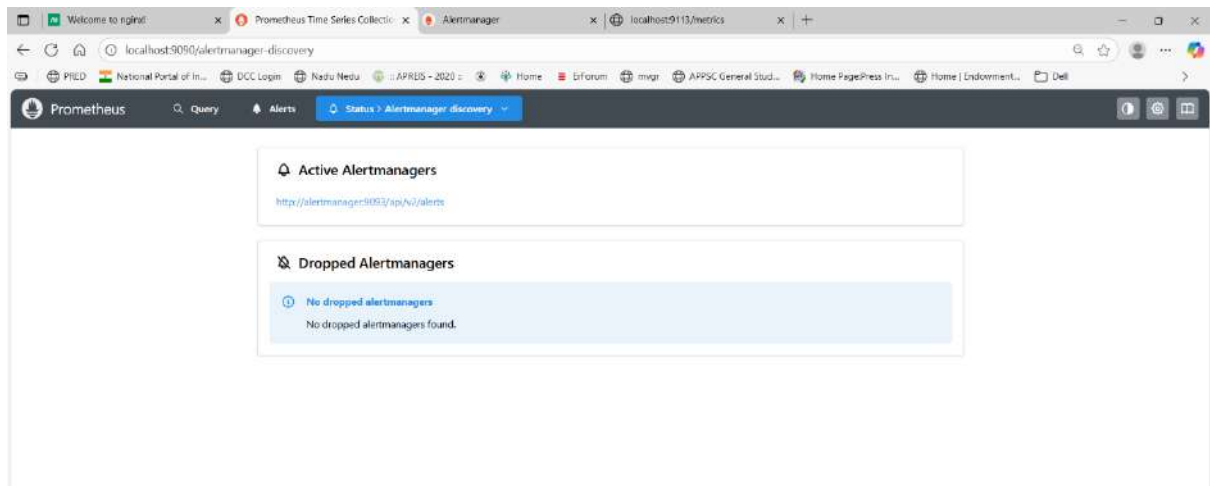 Welcome to nginx!
Prometheus Time Series Collectio
Alertmanager
localhost:9113/metrics
localhost:9090/alertmanager-discovery
PRED
National Portal of In...
DCC Login
Nadu Nedu
:: APREIS - 2020 ::
Home
Erforum
mvgr
APPSC General Stud...
Home Page:Press In...
Home | Endowment...
Dell
Prometheus
Query
Alerts
Status > Alertmanager discovery
Active Alertmanagers
http://alertmanager:9093/api/v2/alerts
Dropped Alertmanagers
No dropped alertmanagers
No dropped alertmanagers found.